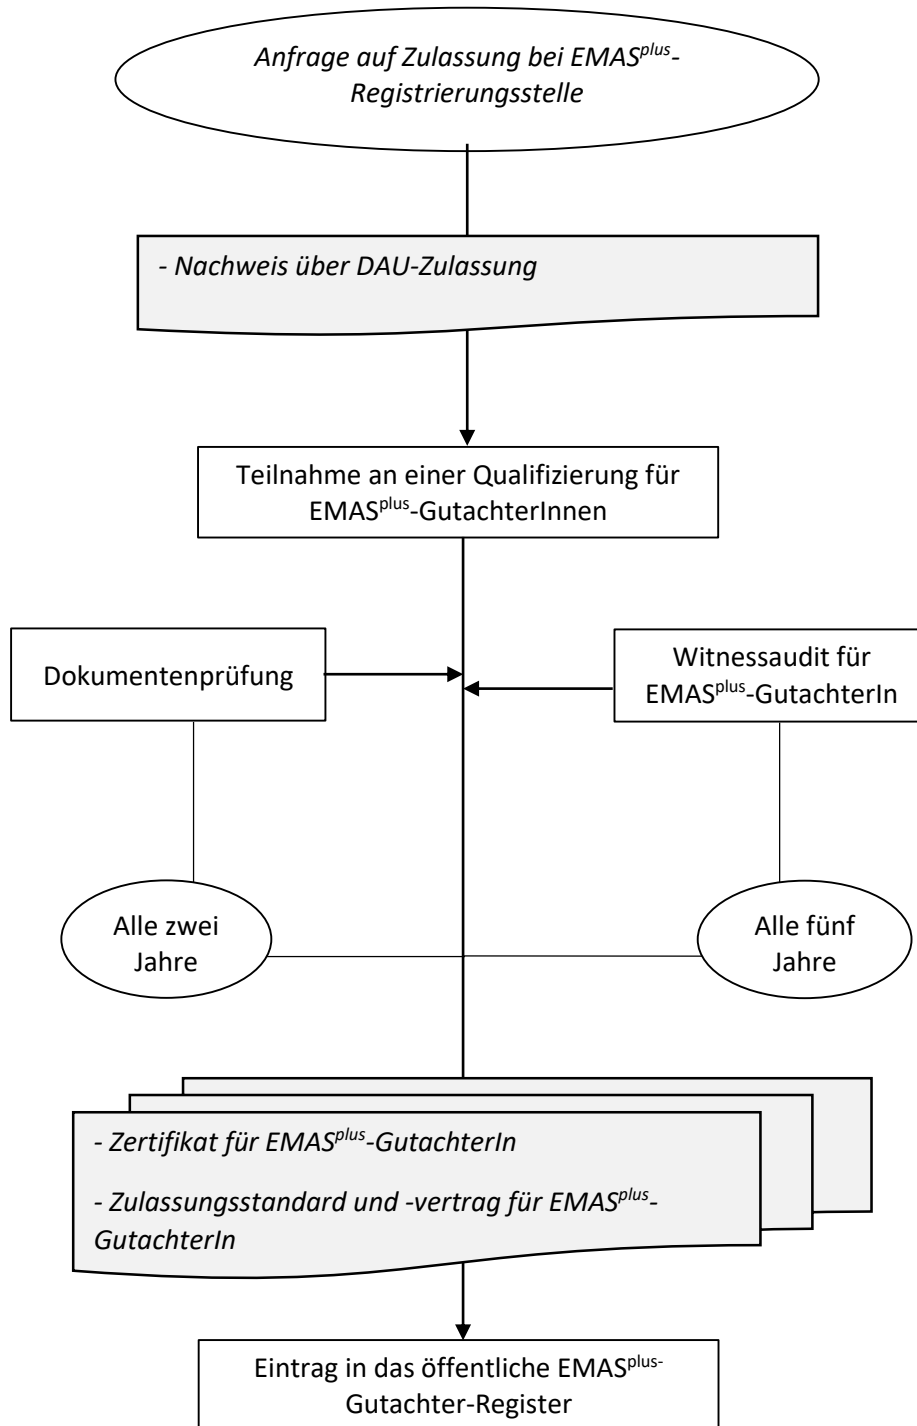 Anfrage auf Zulassung bei EMASplus-
Registrierungsstelle
- Nachweis über DAU-Zulassung
Teilnahme an einer Qualifizierung für
EMASplus-GutachterInnen
Dokumentenprüfung
Witnessaudit für
EMASplus-GutachterIn
Alle zwei
Jahre
Alle fünf
Jahre
- Zertifikat für EMASplus-GutachterIn
- Zulassungsstandard und -vertrag für EMASplus-
GutachterIn
Eintrag in das öffentliche EMASplus-
Gutachter-Register